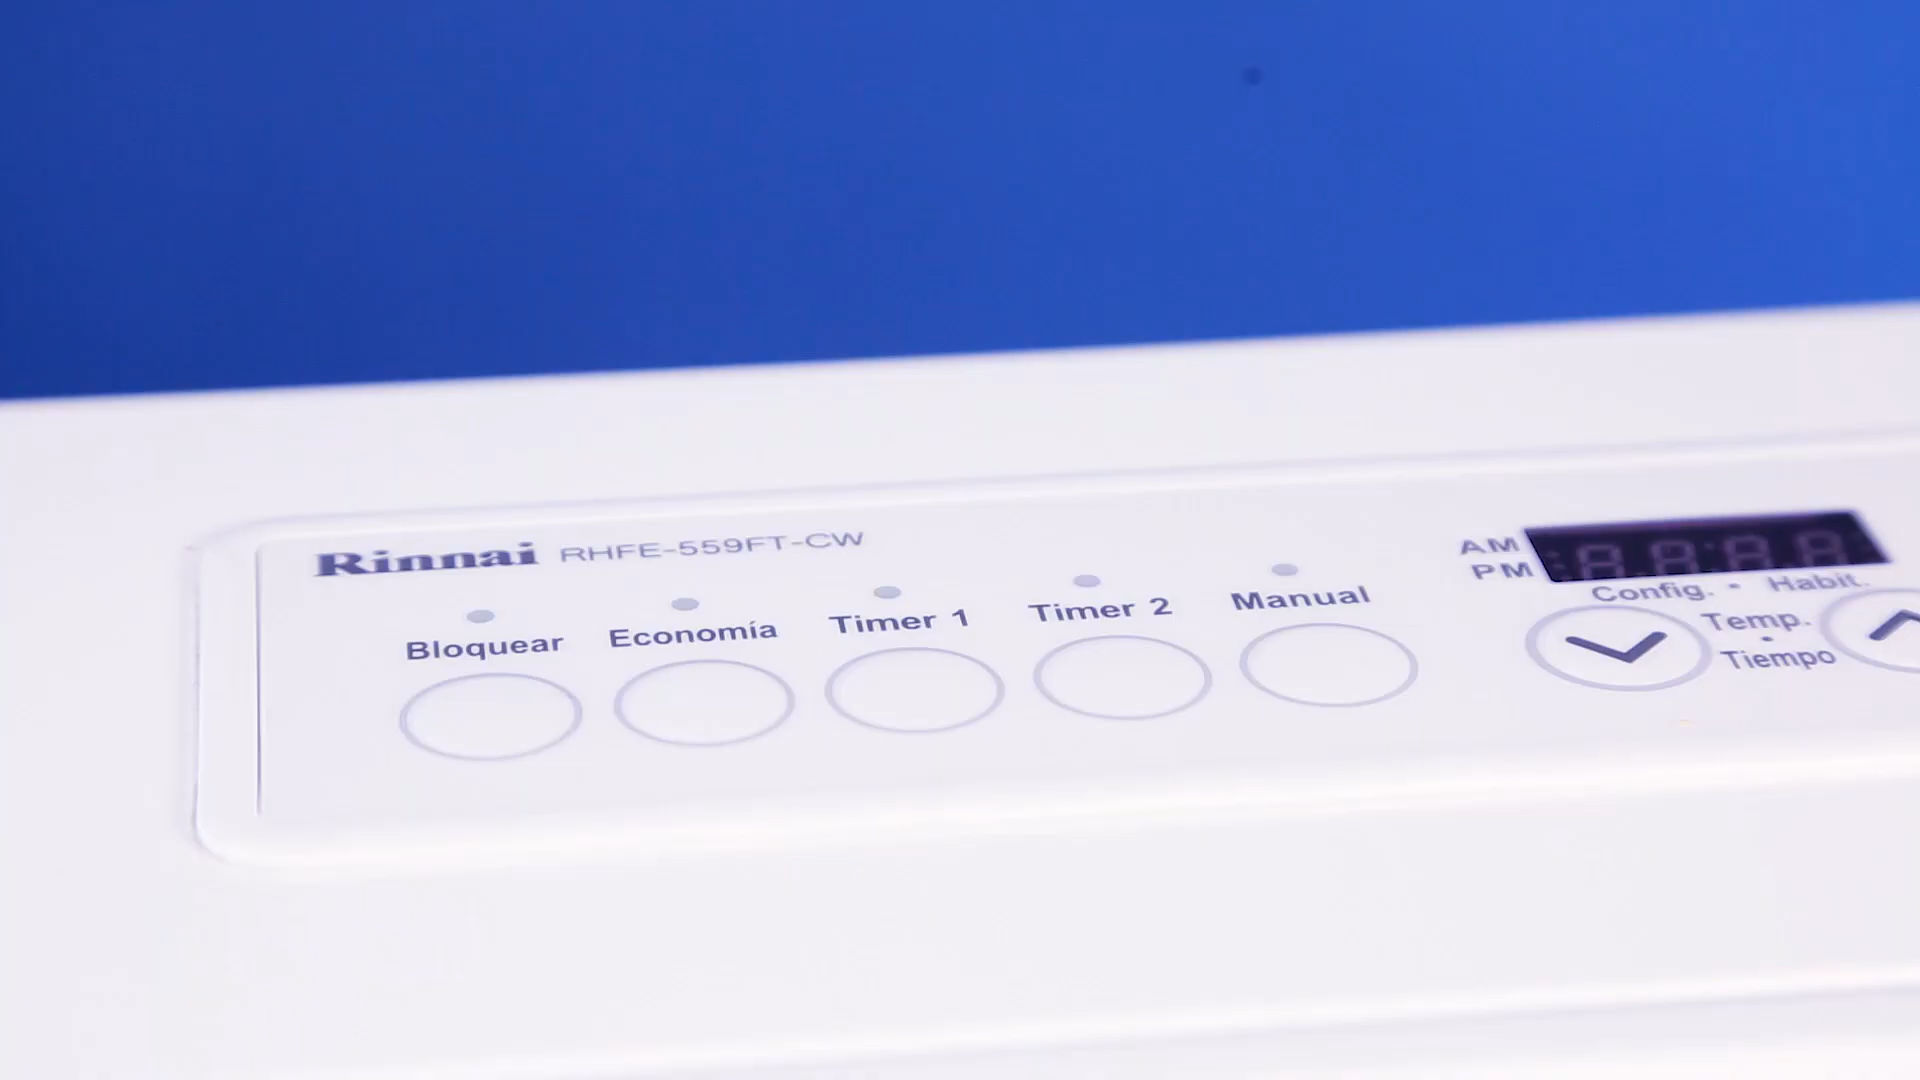 Rinnai RHFE-559FT-CW
Bloquear Economía Timer 1 Timer 2 Manual
AM
PM
Config. • Habit.
Temp.
•
Tiempo